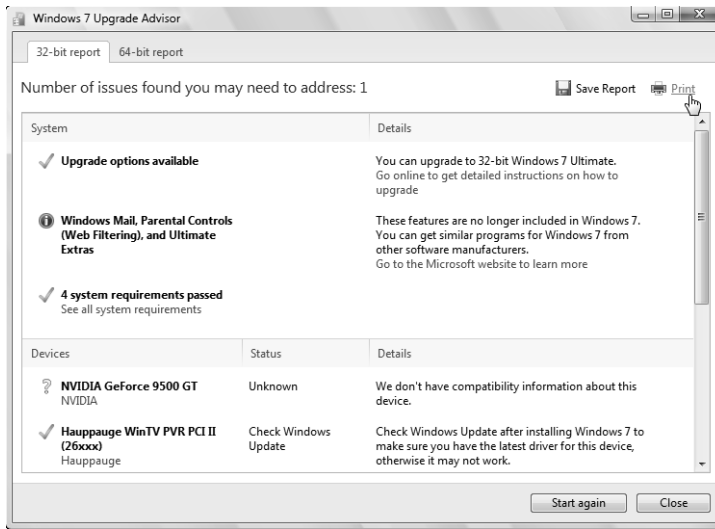 Windows 7 Upgrade Advisor
32-bit report
64-bit report
Number of issues found you may need to address: 1
Save Report
Print
System
Details
Upgrade options available
You can upgrade to 32-bit Windows 7 Ultimate.
Go online to get detailed instructions on how to
upgrade
Windows Mail, Parental Controls
(Web Filtering), and Ultimate
Extras
These features are no longer included in Windows 7.
You can get similar programs for Windows 7 from
other software manufacturers.
Go to the Microsoft website to learn more
4 system requirements passed
See all system requirements
Devices
Status
Details
NVIDIA GeForce 9500 GT
NVIDIA
Unknown
We don't have compatibility information about this
device.
Hauppauge WinTV PVR PCI II
(26xxx)
Hauppauge
Check Windows
Update
Check Windows Update after installing Windows 7 to
make sure you have the latest driver for this device,
otherwise it may not work.
Start again
Close